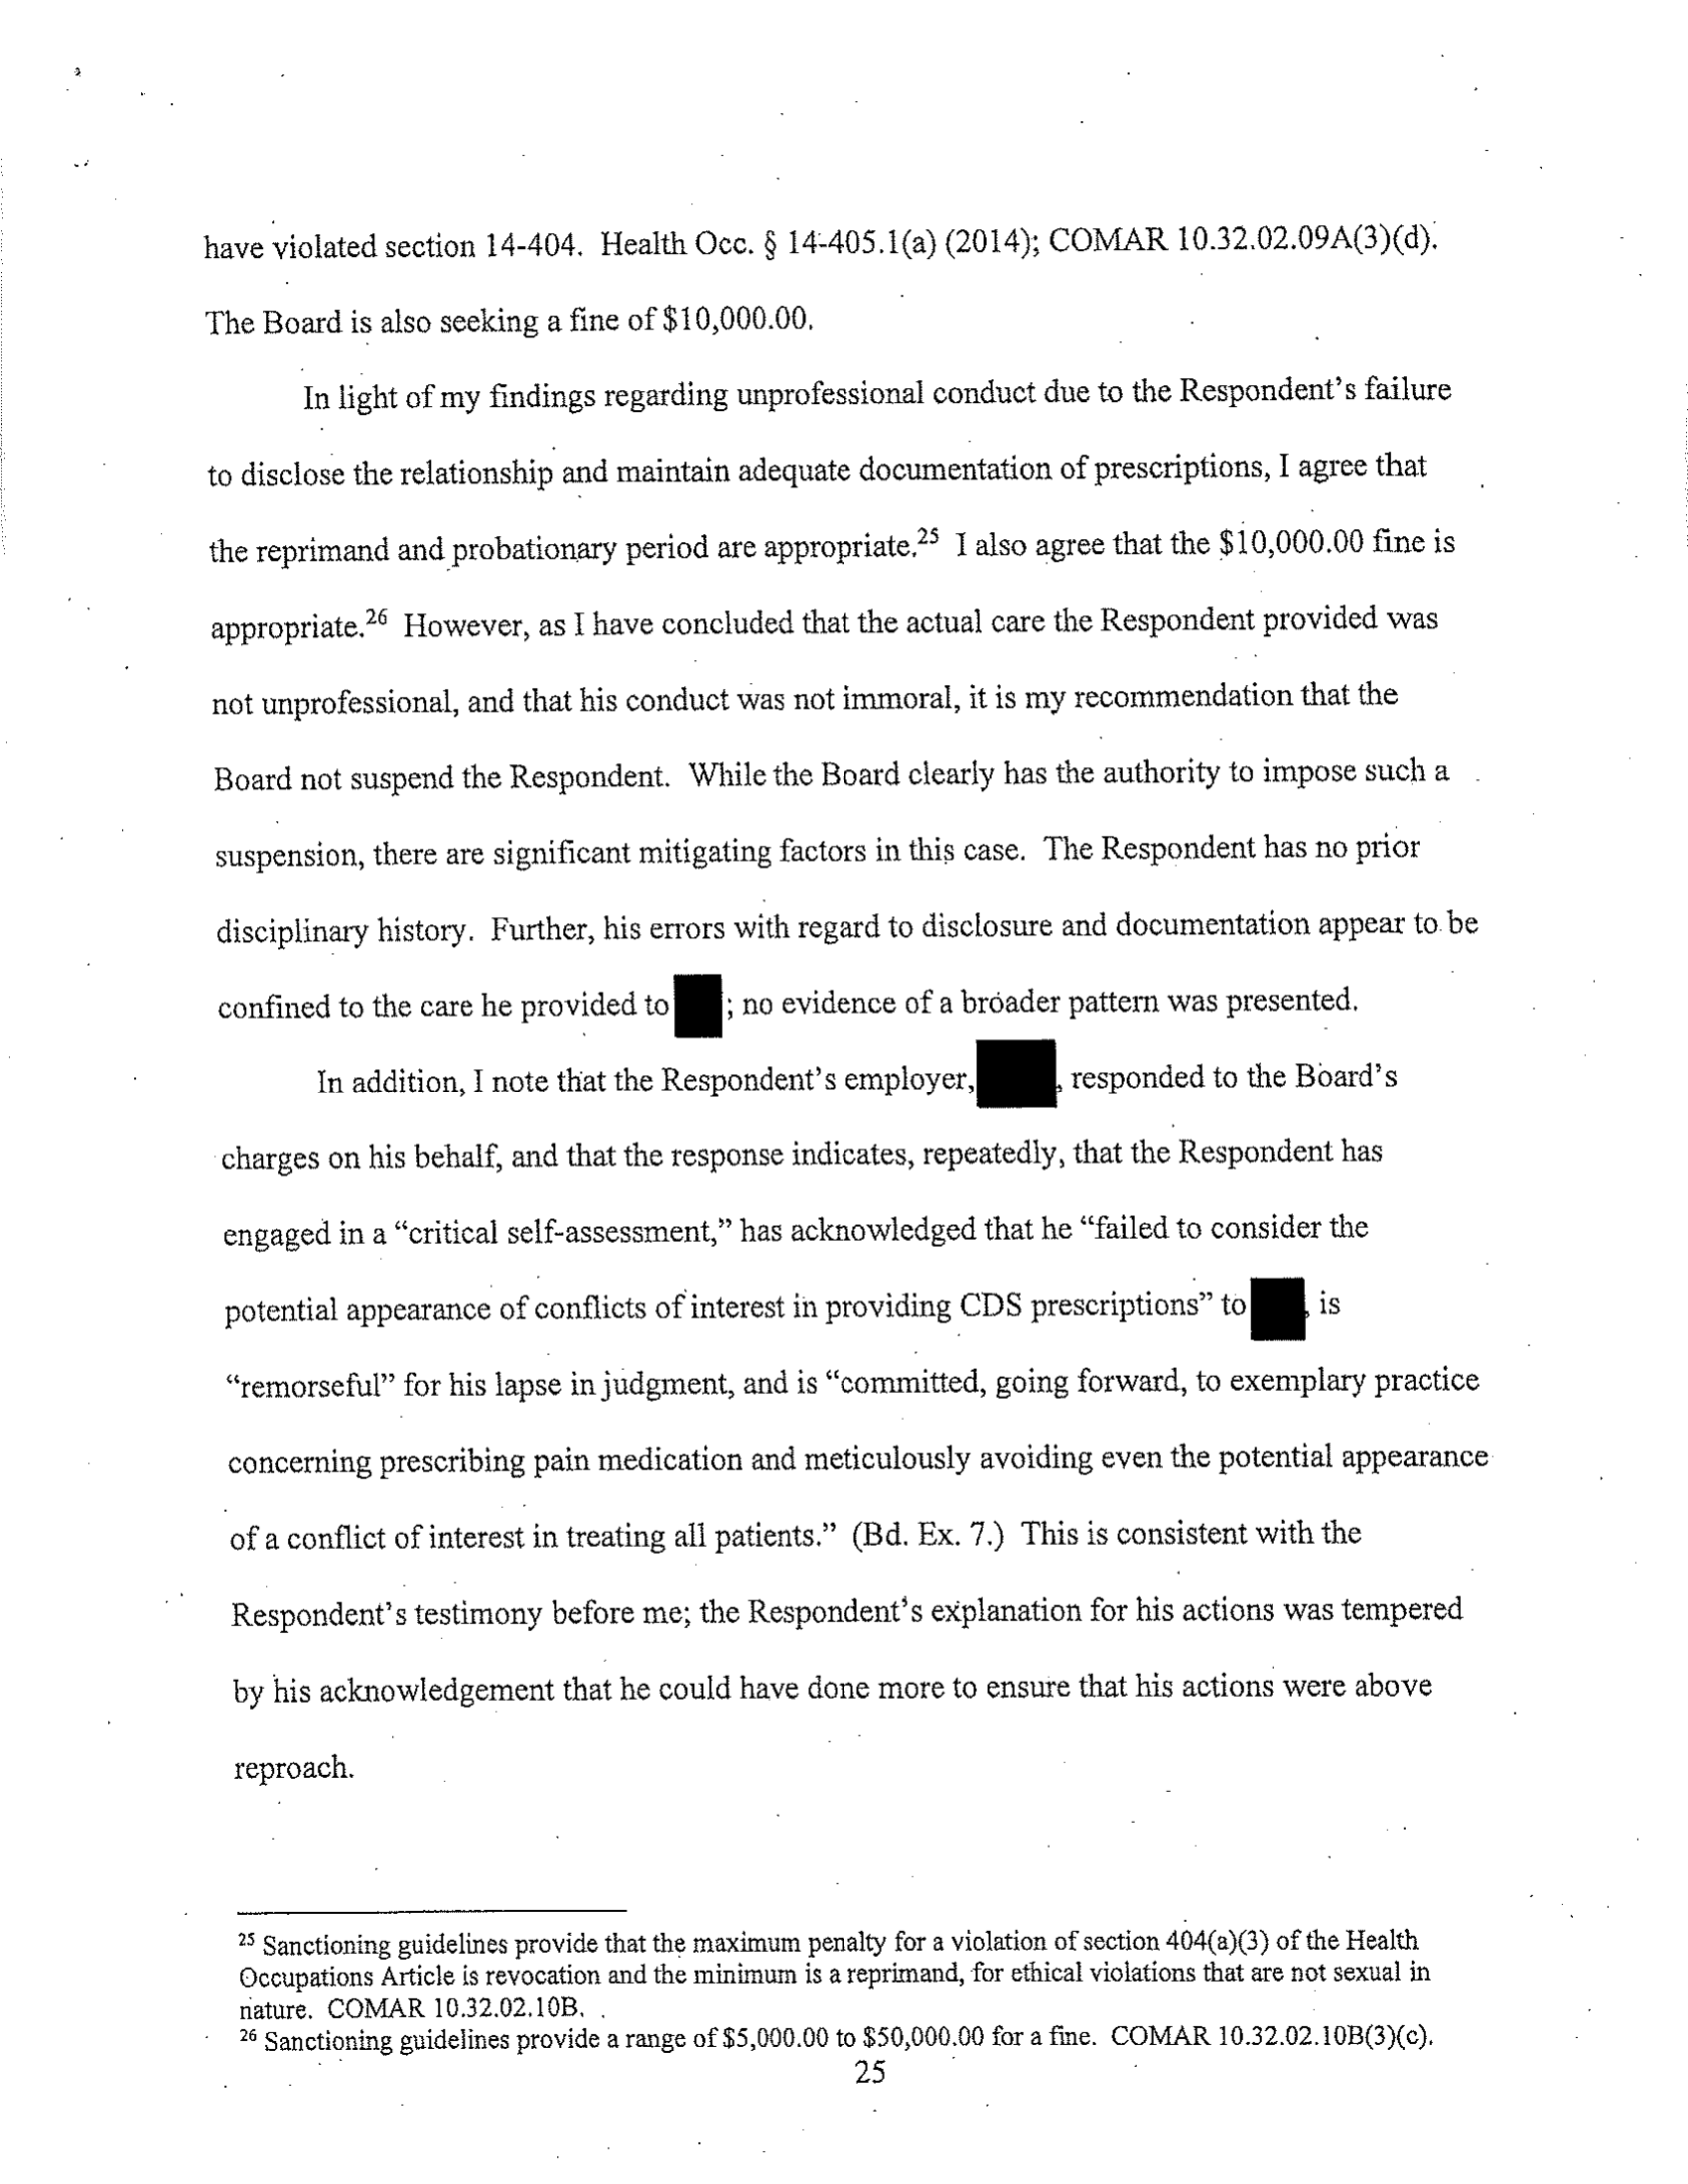 have violated section 14-404. Health Occ. § 14-405.1(a) (2014); COMAR 10.32.02.09A(3)(d).
The Board is also seeking a fine of $10,000.00.
In light of my findings regarding unprofessional conduct due to the Respondent's failure
to disclose the relationship and maintain adequate documentation of prescriptions, I agree that
the reprimand and probationary period are appropriate.25 I also agree that the $10,000.00 fine is
appropriate.26 However, as I have concluded that the actual care the Respondent provided was
not unprofessional, and that his conduct was not immoral, it is my recommendation that the
Board not suspend the Respondent. While the Board clearly has the authority to impose such a
suspension, there are significant mitigating factors in this case. The Respondent has no prior
disciplinary history. Further, his errors with regard to disclosure and documentation appear to be
confined to the care he provided to ; no evidence of a broader pattern was presented.
In addition, I note that the Respondent's employer, , responded to the Board's
charges on his behalf, and that the response indicates, repeatedly, that the Respondent has
engaged in a “critical self-assessment,” has acknowledged that he “failed to consider the
potential appearance of conflicts of interest in providing CDS prescriptions” to , is
“remorseful” for his lapse in judgment, and is “committed, going forward, to exemplary practice
concerning prescribing pain medication and meticulously avoiding even the potential appearance
of a conflict of interest in treating all patients.” (Bd. Ex. 7.) This is consistent with the
Respondent's testimony before me; the Respondent's explanation for his actions was tempered
by his acknowledgement that he could have done more to ensure that his actions were above
reproach.
25 Sanctioning guidelines provide that the maximum penalty for a violation of section 404(a)(3) of the Health
Occupations Article is revocation and the minimum is a reprimand, for ethical violations that are not sexual in
nature. COMAR 10.32.02.10B.
26 Sanctioning guidelines provide a range of $5,000.00 to $50,000.00 for a fine. COMAR 10.32.02.10B(3)(c).
25